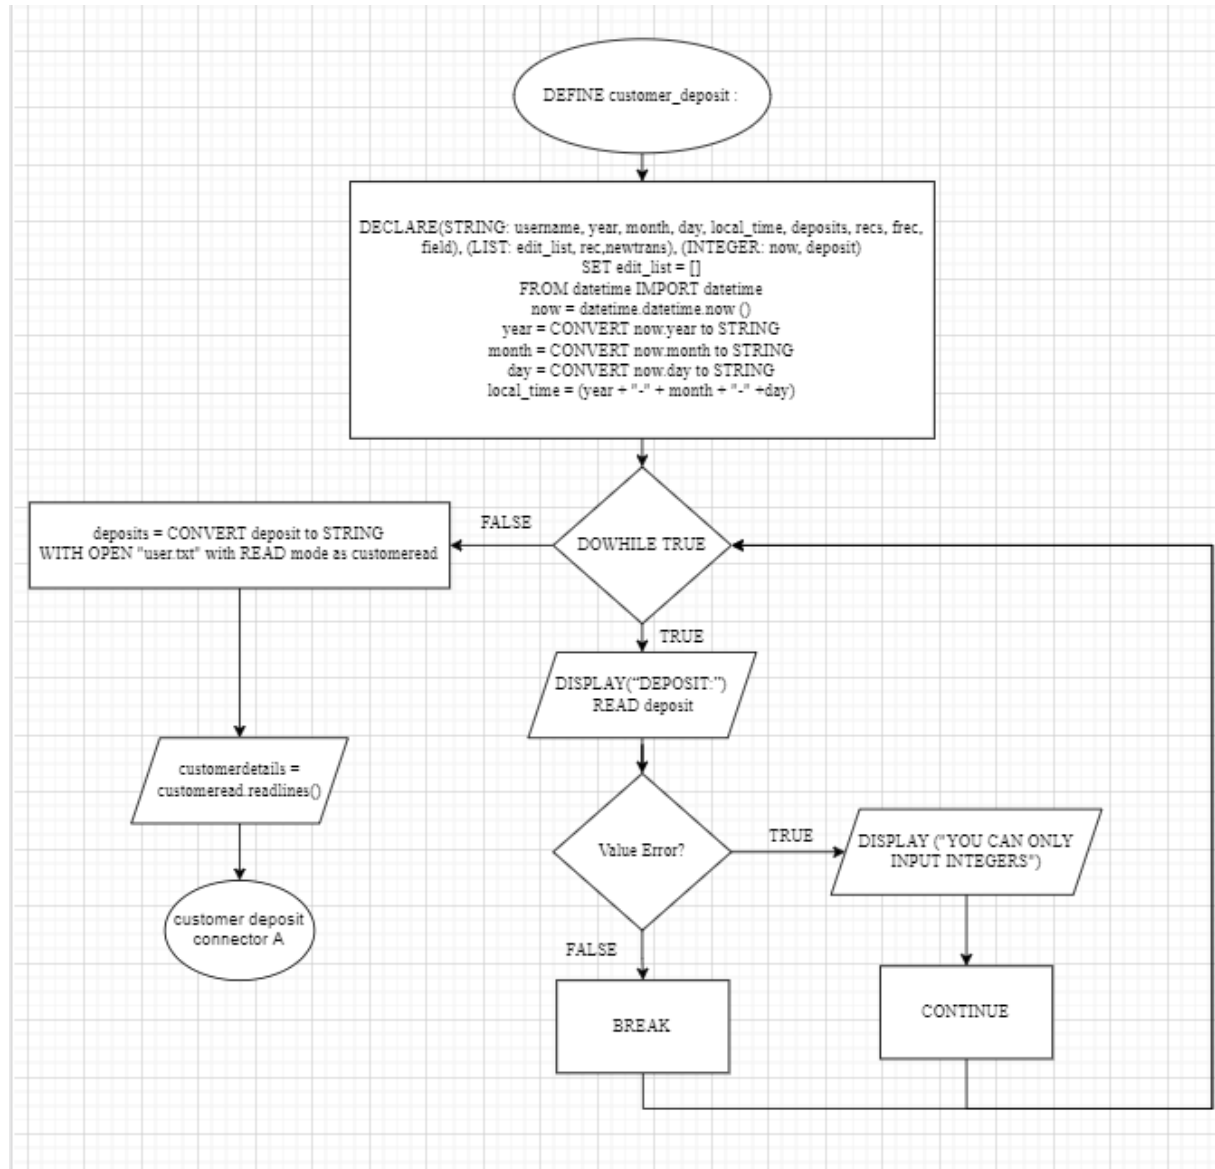 DEFINE customer_deposit :
DECLARE(STRING: username, year, month, day, local_time, deposits, recs, frec,
field), (LIST: edit_list, rec,newtrans), (INTEGER: now, deposit)
SET edit_list = []
FROM datetime IMPORT datetime
now = datetime.datetime.now ()
year = CONVERT now.year to STRING
month = CONVERT now.month to STRING
day = CONVERT now.day to STRING
local_time = (year + "-" + month + "-" +day)
DOWHILE TRUE
FALSE
deposits = CONVERT deposit to STRING
WITH OPEN "user.txt" with READ mode as customeread
customerdetails =
customeread.readlines()
customer deposit
connector A
TRUE
DISPLAY(“DEPOSIT:”)
READ deposit
Value Error?
TRUE
DISPLAY ("YOU CAN ONLY
INPUT INTEGERS")
CONTINUE
FALSE
BREAK